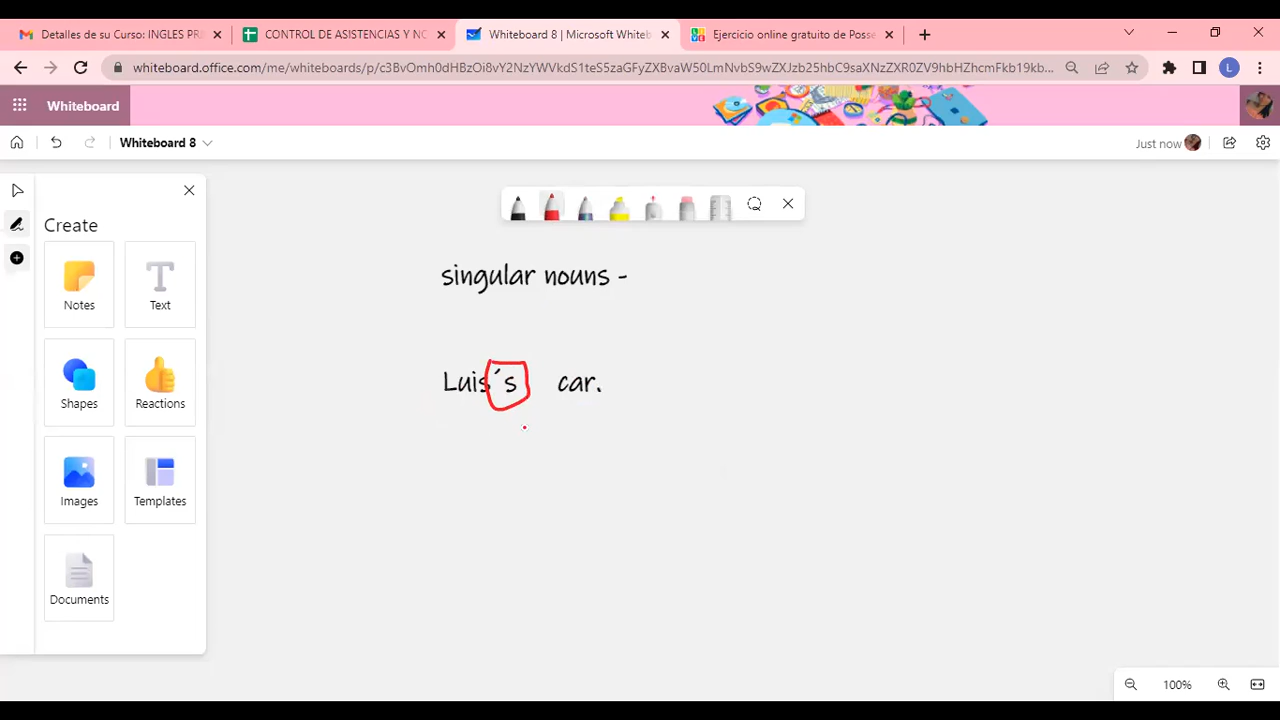 Detalles de su Curso: INGLES PR
CONTROL DE ASISTENCIAS Y NC
Whiteboard 8 | Microsoft Whiteb
Ejercicio online gratuito de Posse
whiteboard.office.com/me/whiteboards/p/
L
Whiteboard
Whiteboard 8
Just now
Create
Notes
Text
singular nouns -
Shapes
Reactions
Luis´s car.
Images
Templates
Documents
100%